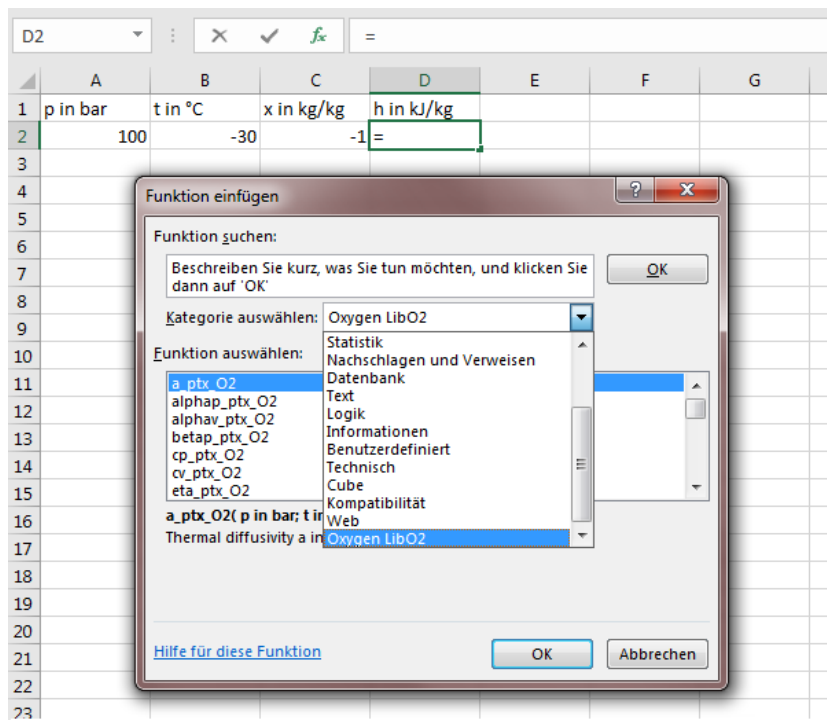 D2 fx =
A B C D E F G
1 p in bar t in °C x in kg/kg h in kJ/kg
2 100 -30 -1 =
3
4
Funktion einfügen ?
5
Funktion suchen:
6
Beschreiben Sie kurz, was Sie tun möchten, und klicken Sie
dann auf 'OK'
OK
7
8
Kategorie auswählen: Oxygen LibO2
9
Statistik
Funktion auswählen: Nachschlagen und Verweisen
10
a_ptx_O2 Datenbank
11
alphap_ptx_O2 Text
12
alphav_ptx_O2 Logik
betap_ptx_O2 Informationen
13
cp_ptx_O2 Benutzerdefiniert
14
cv_ptx_O2 Technisch
eta_ptx_O2 Cube
15
Kompatibilität
16
a_ptx_O2( p in bar; t in Web
Thermal diffusivity a in Oxygen LibO2
17
18
19
20
21
Hilfe für diese Funktion OK Abbrechen
22
23